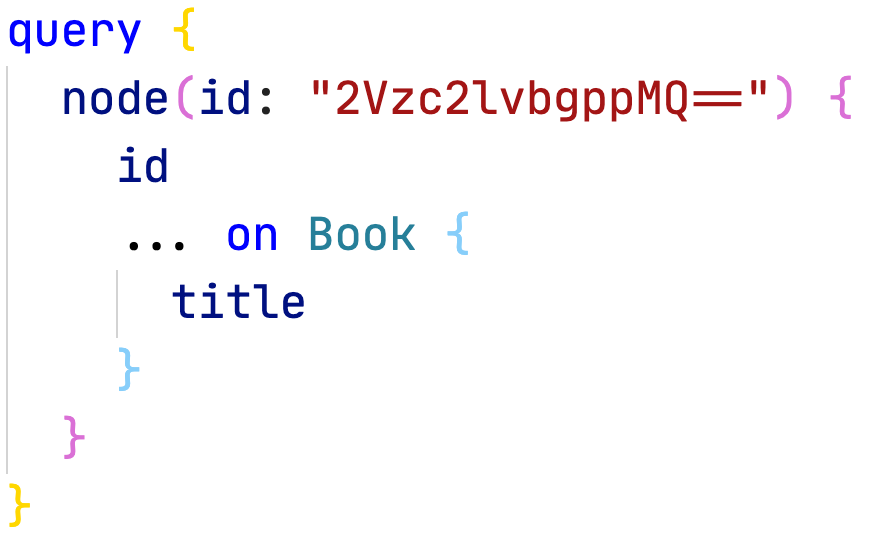 query {
node(id: "2Vzc2lvbgppMQ==") {
id
... on Book {
title
}
}
}